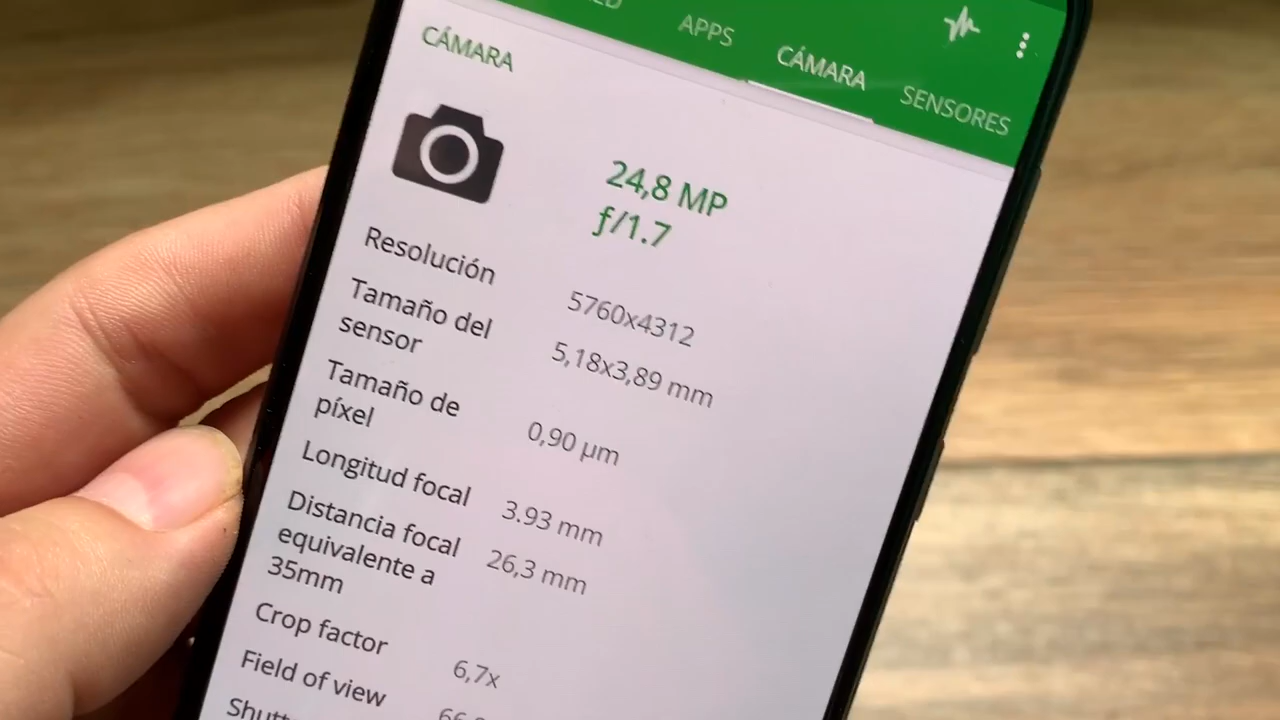 APPS
CÁMARA
SENSORES
CÁMARA
24,8 MP
ƒ/1.7
Resolución
5760x4312
Tamaño del
sensor
5,18x3,89 mm
Tamaño de
píxel
0,90 µm
Longitud focal
3.93 mm
Distancia focal
equivalente a
35mm
26,3 mm
Crop factor
6,7x
Field of view